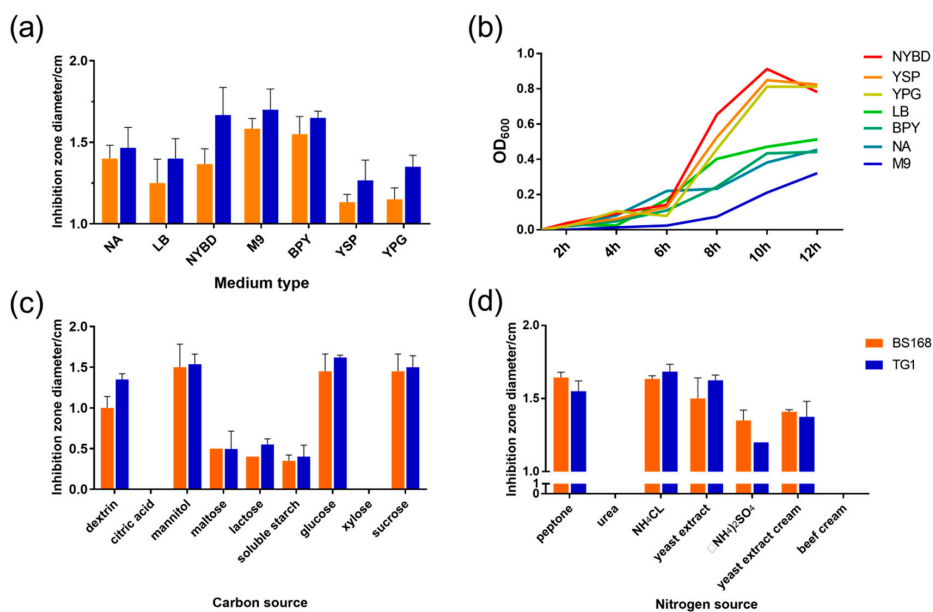 (a)
Inhibition zone diameter/cm
2.0
1.5
1.0
NA
LB
NYBD
M9
BPY
YSP
YPG
Medium type
(b)
OD600
1.0
0.8
0.6
0.4
0.2
0.0
2h
4h
6h
8h
10h
12h
NYBD
YSP
YPG
LB
BPY
NA
M9
(c)
Inhibition zone diameter/cm
2.0
1.5
1.0
0.5
0.0
dextrin
citric acid
mannitol
maltose
lactose
soluble starch
glucose
xylose
sucrose
Carbon source
(d)
Inhibition zone diameter/cm
2.0
1.5
1.0
1
0
peptone
urea
NH4CL
yeast extract
□NH4)2SO4
yeast extract cream
beef cream
Nitrogen source
BS168
TG1